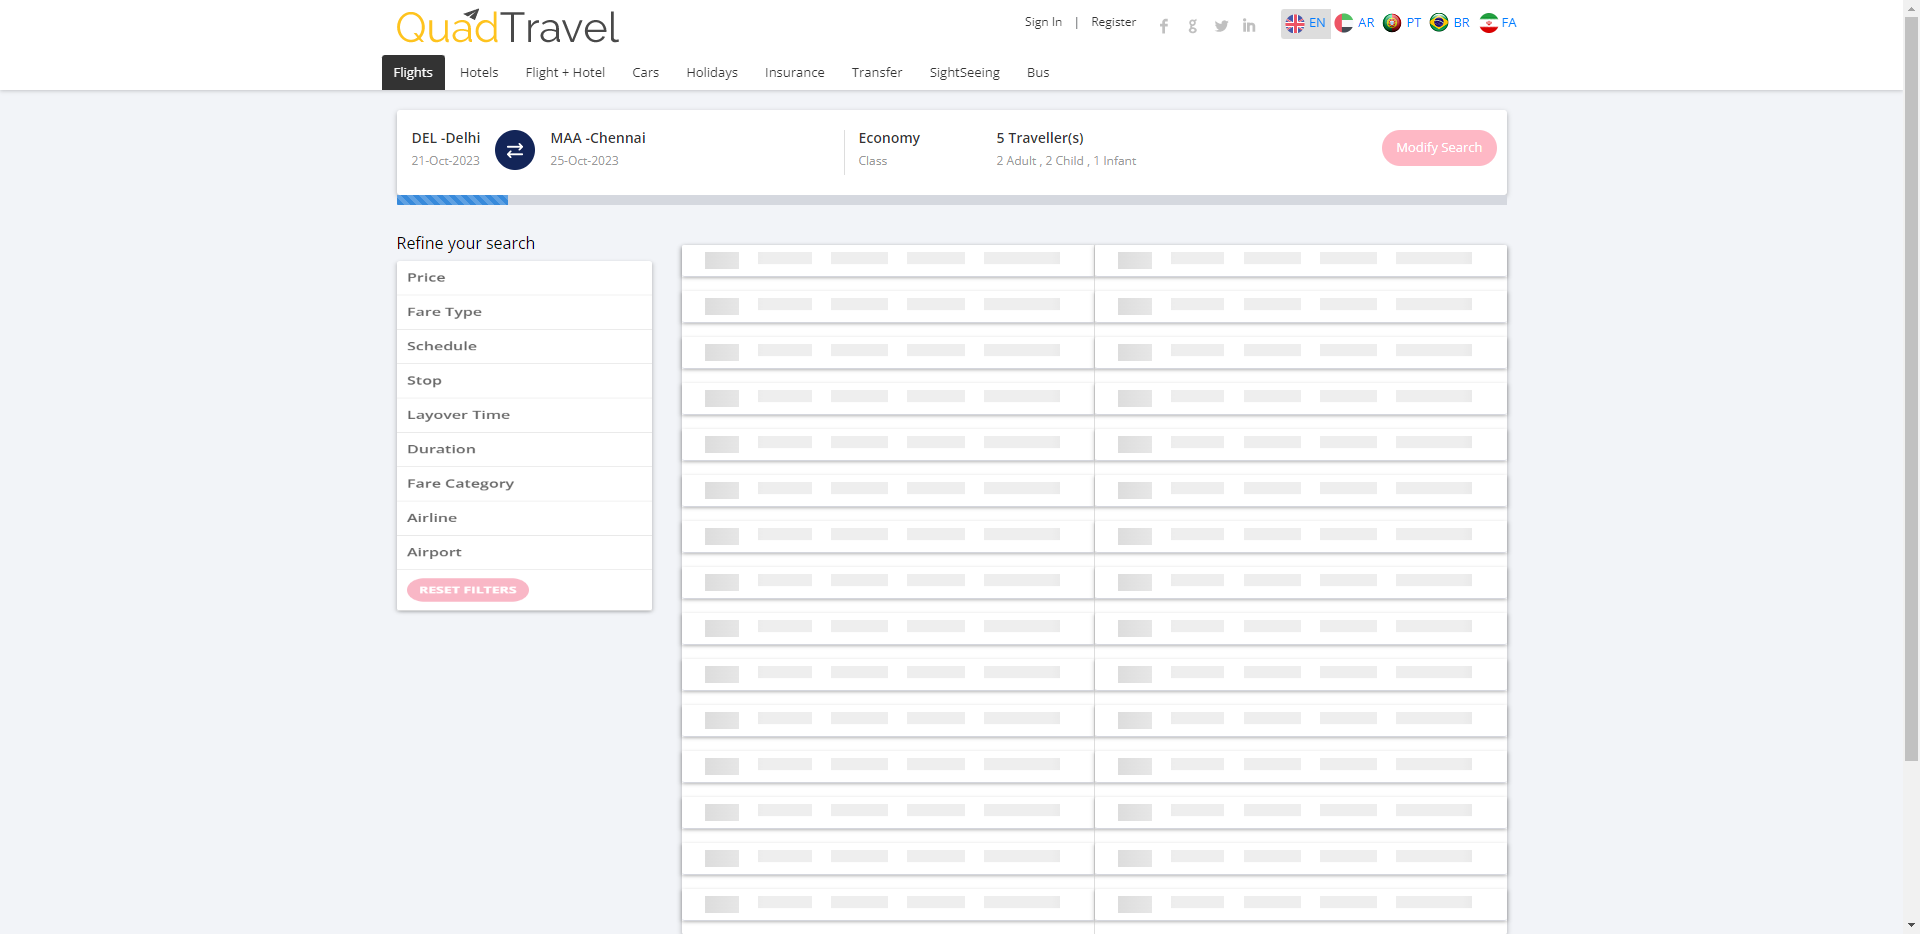 QuadTravel
Sign In | Register
EN AR PT BR FA
Flights Hotels Flight + Hotel Cars Holidays Insurance Transfer SightSeeing Bus
DEL -Delhi MAA -Chennai Economy 5 Traveller(s)
21-Oct-2023 25-Oct-2023 Class 2 Adult , 2 Child , 1 Infant
Modify Search
Refine your search
Price
Fare Type
Schedule
Stop
Layover Time
Duration
Fare Category
Airline
Airport
RESET FILTERS